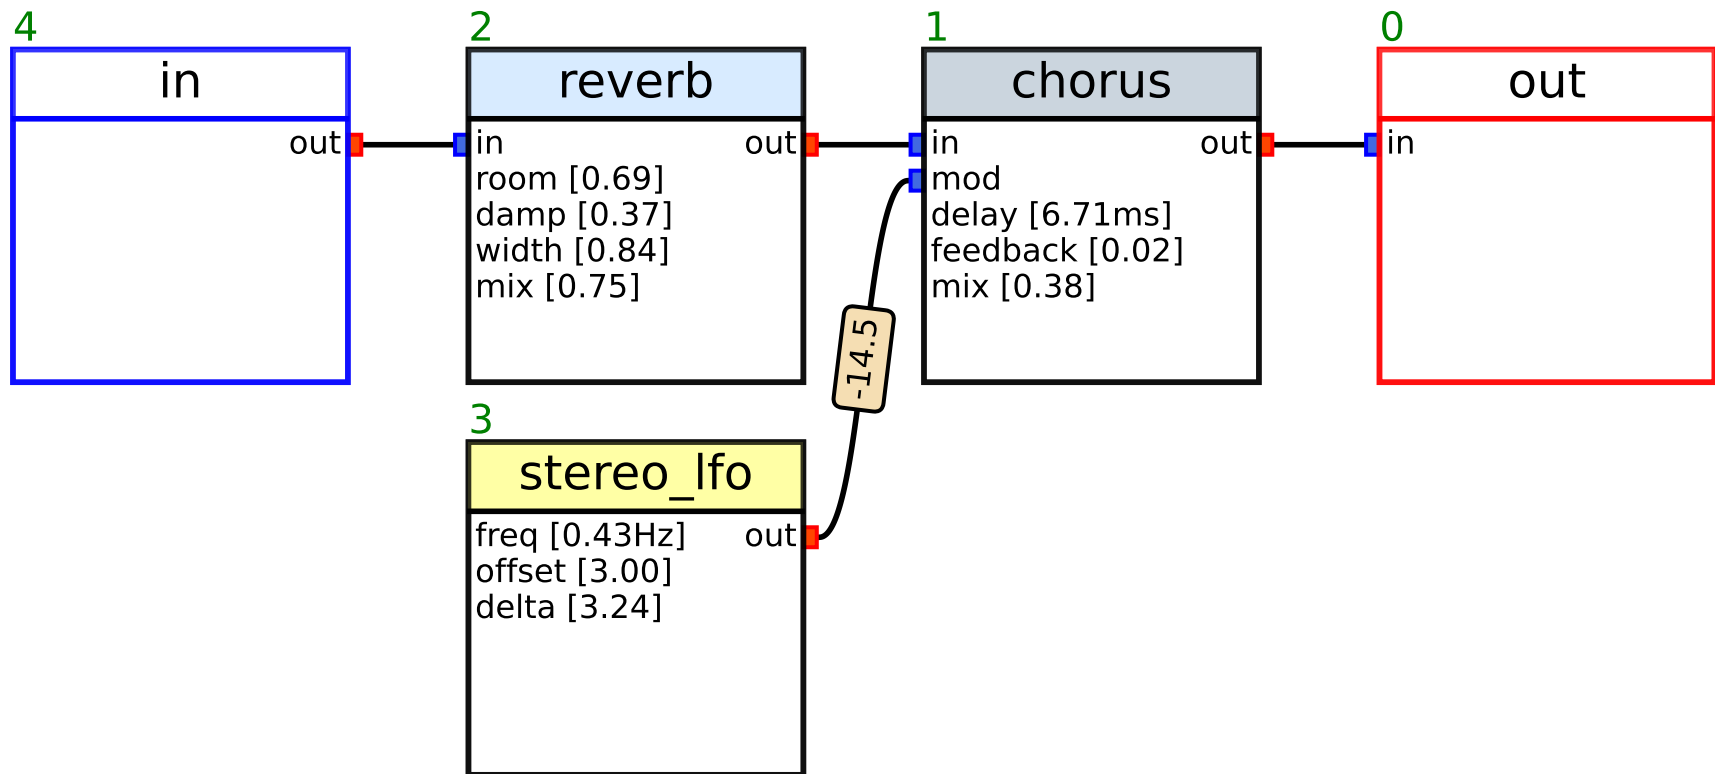 4
in
out
2
reverb
in out
room [0.69]
damp [0.37]
width [0.84]
mix [0.75]
1
chorus
in out
mod
delay [6.71ms]
feedback [0.02]
mix [0.38]
0
out
in
-14.5
3
stereo_lfo
freq [0.43Hz] out
offset [3.00]
delta [3.24]